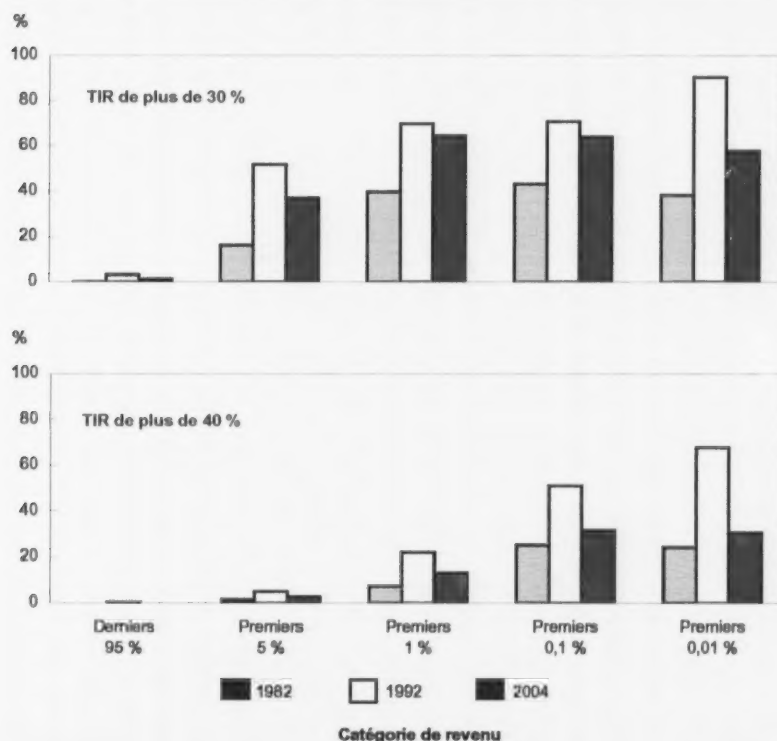 %
100
TIR de plus de 30 %
80
60
40
20
0
%
100
TIR de plus de 40 %
80
60
40
20
0
Derniers 95 %
Premiers 5 %
Premiers 1 %
Premiers 0,1 %
Premiers 0,01 %
1982 1992 2004
Catégorie de revenu